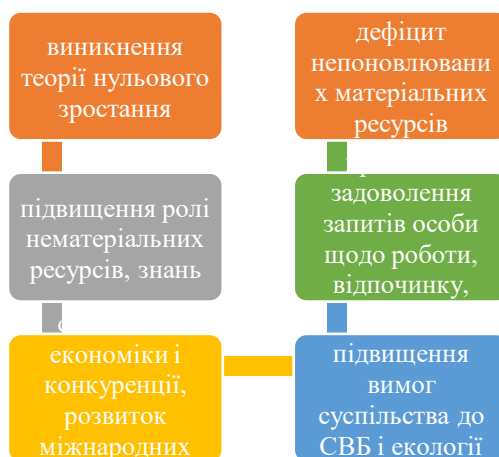 виникнення
теорії нульового
зростання
підвищення ролі
нематеріальних
ресурсів, знань
економіки і
конкуренції,
розвиток
міжнародних
підвищення
вимог
суспільства до
СВБ і екології
задоволення
запитів особи
щодо роботи,
відпочинку,
дефіцит
непоновлювани
х матеріальних
ресурсів